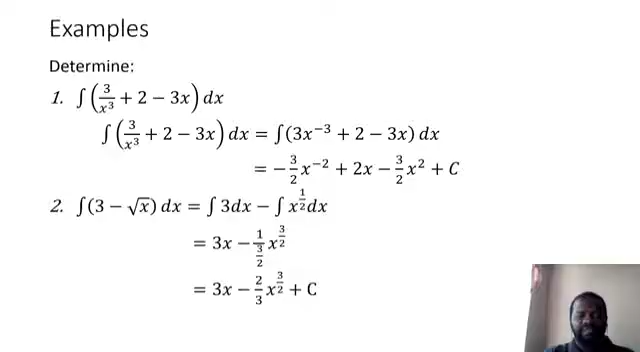 Examples
Determine:
1. ∫(3/x³ + 2 − 3x) dx
∫(3/x³ + 2 − 3x) dx = ∫(3x⁻³ + 2 − 3x) dx
= −3/2 x⁻² + 2x − 3/2 x² + C
2. ∫(3 − √x) dx = ∫ 3dx − ∫ x^(1/2) dx
= 3x − 1/(3/2) x^(3/2)
= 3x − 2/3 x^(3/2) + C